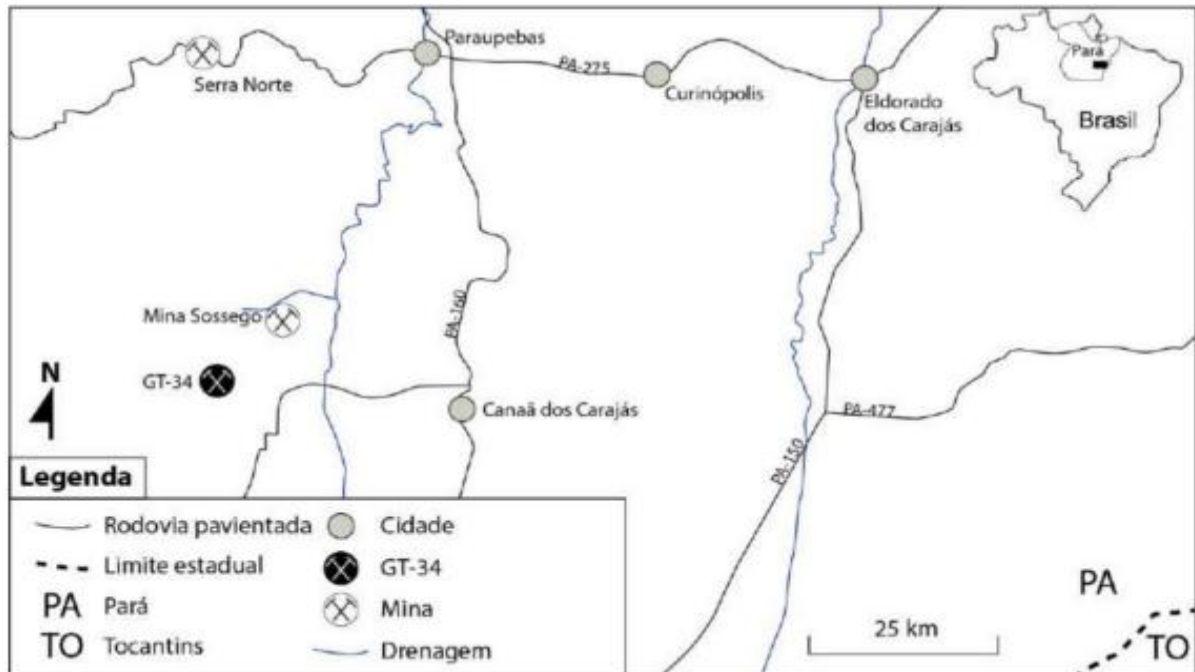 Paraupebas
Serra Norte
PA-275
Curinópolis
Eldorado
dos Carajás
Pará
Brasil
Mina Sossego
PA-160
GT-34
N
Canaã dos Carajás
PA-477
PA-150
Legenda
Rodovia pavientada
Cidade
Limite estadual
GT-34
PA
Pará
Mina
TO
Tocantins
Drenagem
25 km
PA
TO